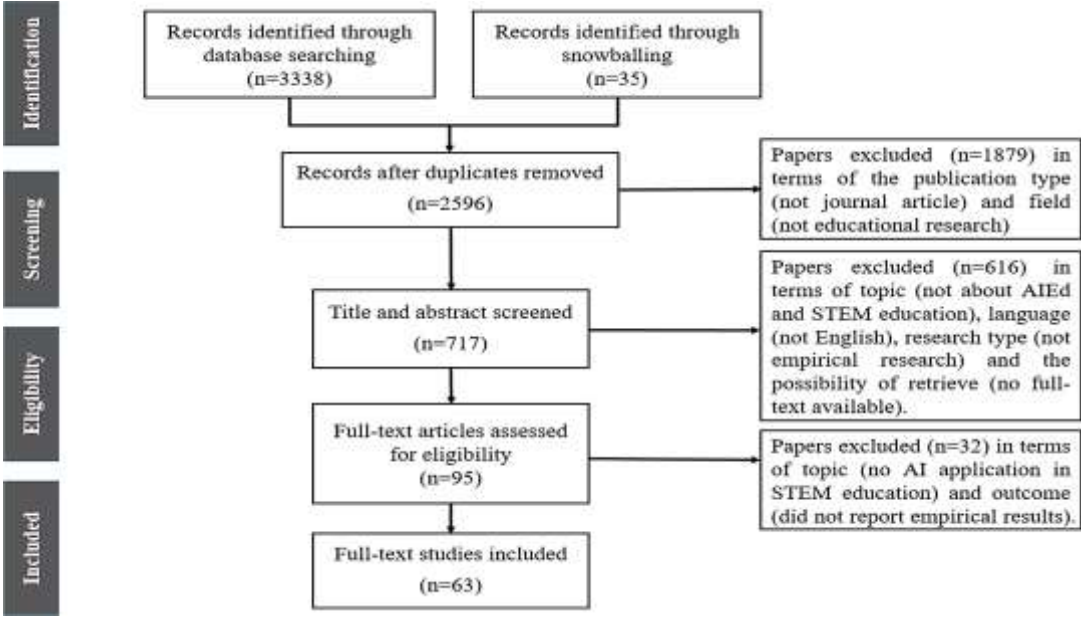 Identification
Records identified through
database searching
(n=3338)
Records identified through
snowballing
(n=35)
Screening
Records after duplicates removed
(n=2596)
Papers excluded (n=1879) in
terms of the publication type
(not journal article) and field
(not educational research)
Title and abstract screened
(n=717)
Papers excluded (n=616) in
terms of topic (not about AIEd
and STEM education), language
(not English), research type (not
empirical research) and the
possibility of retrieve (no full-
text available).
Eligibility
Full-text articles assessed
for eligibility
(n=95)
Papers excluded (n=32) in terms
of topic (no AI application in
STEM education) and outcome
(did not report empirical results).
Included
Full-text studies included
(n=63)